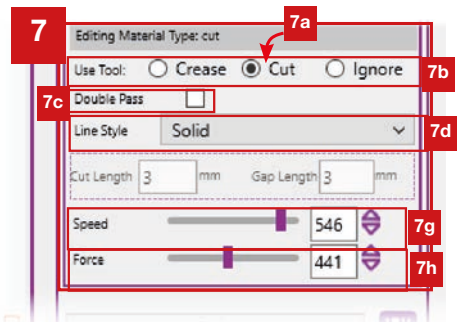 7
7a
Editing Material Type: cut
Use Tool: Crease Cut Ignore
7b
7c
Double Pass
Line Style Solid
7d
Cut Length 3 mm Gap Length 3 mm
Speed 546
7g
Force 441
7h